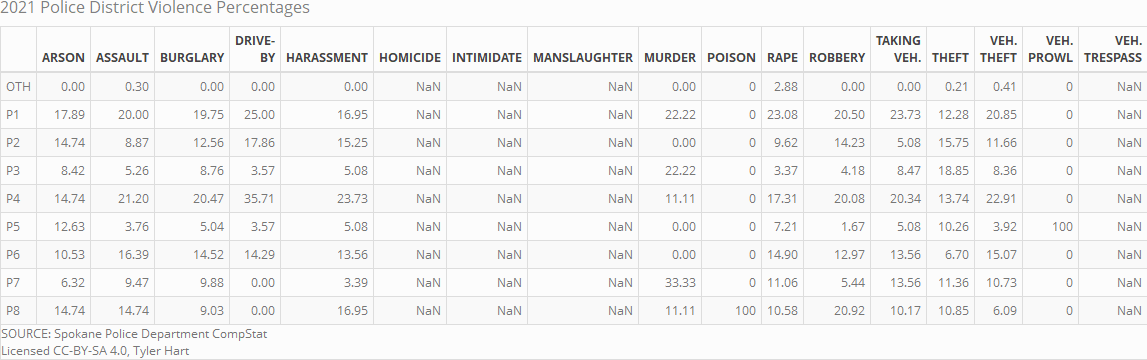 2021 Police District Violence Percentages
ARSON ASSAULT BURGLARY DRIVE-BY HARASSMENT HOMICIDE INTIMIDATE MANSLAUGHTER MURDER POISON RAPE ROBBERY TAKING VEH. THEFT VEH. THEFT VEH. PROWL VEH. TRESPASS
OTH 0.00 0.30 0.00 0.00 0.00 NaN NaN NaN 0.00 0 2.88 0.00 0.00 0.21 0.41 0 NaN
P1 17.89 20.00 19.75 25.00 16.95 NaN NaN NaN 22.22 0 23.08 20.50 23.73 12.28 20.85 0 NaN
P2 14.74 8.87 12.56 17.86 15.25 NaN NaN NaN 0.00 0 9.62 14.23 5.08 15.75 11.66 0 NaN
P3 8.42 5.26 8.76 3.57 5.08 NaN NaN NaN 22.22 0 3.37 4.18 8.47 18.85 8.36 0 NaN
P4 14.74 21.20 20.47 35.71 23.73 NaN NaN NaN 11.11 0 17.31 20.08 20.34 13.74 22.91 0 NaN
P5 12.63 3.76 5.04 3.57 5.08 NaN NaN NaN 0.00 0 7.21 1.67 5.08 10.26 3.92 100 NaN
P6 10.53 16.39 14.52 14.29 13.56 NaN NaN NaN 0.00 0 14.90 12.97 13.56 6.70 15.07 0 NaN
P7 6.32 9.47 9.88 0.00 3.39 NaN NaN NaN 33.33 0 11.06 5.44 13.56 11.36 10.73 0 NaN
P8 14.74 14.74 9.03 0.00 16.95 NaN NaN NaN 11.11 100 10.58 20.92 10.17 10.85 6.09 0 NaN
SOURCE: Spokane Police Department CompStat
Licensed CC-BY-SA 4.0, Tyler Hart